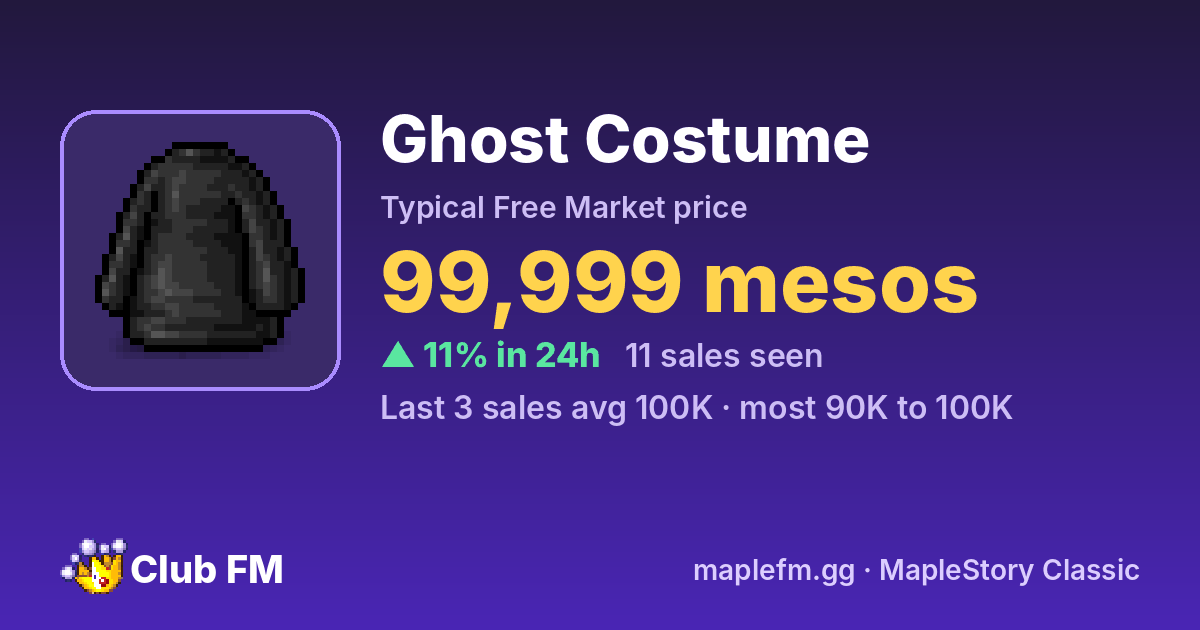 Ghost Costume
Typical Free Market price
99,999 mesos
▲ 11% in 24h 11 sales seen
Last 3 sales avg 100K · most 90K to 100K
Club FM
maplefm.gg · MapleStory Classic